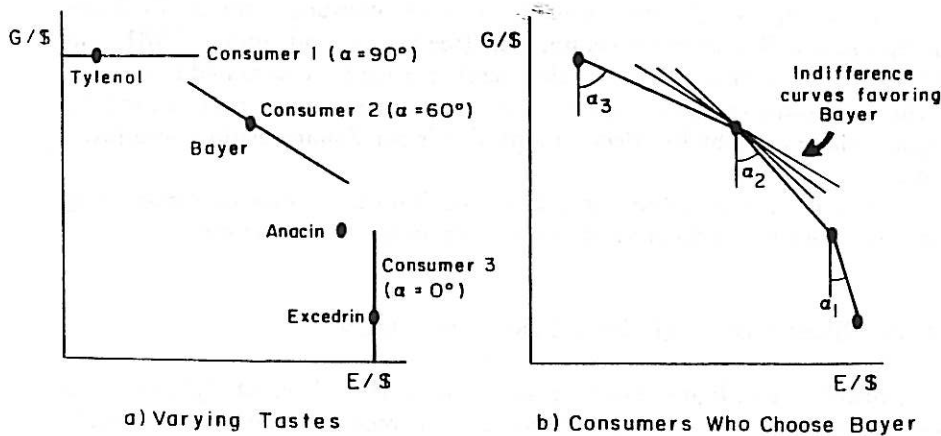 G/$
Consumer 1 (α=90°)
Tylenol
Consumer 2 (α=60°)
Bayer
Anacin
Consumer 3
(α=0°)
Excedrin
E/$
a) Varying Tastes
G/$
α3
Indifference
curves favoring
Bayer
α2
α1
E/$
b) Consumers Who Choose Bayer